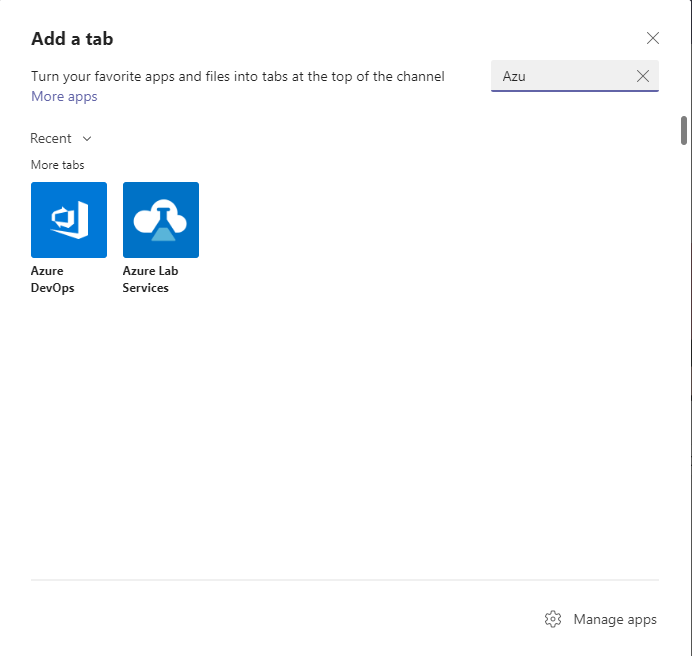 Add a tab
Turn your favorite apps and files into tabs at the top of the channel
More apps
Azu
Recent
More tabs
Azure
DevOps
Azure Lab
Services
Manage apps